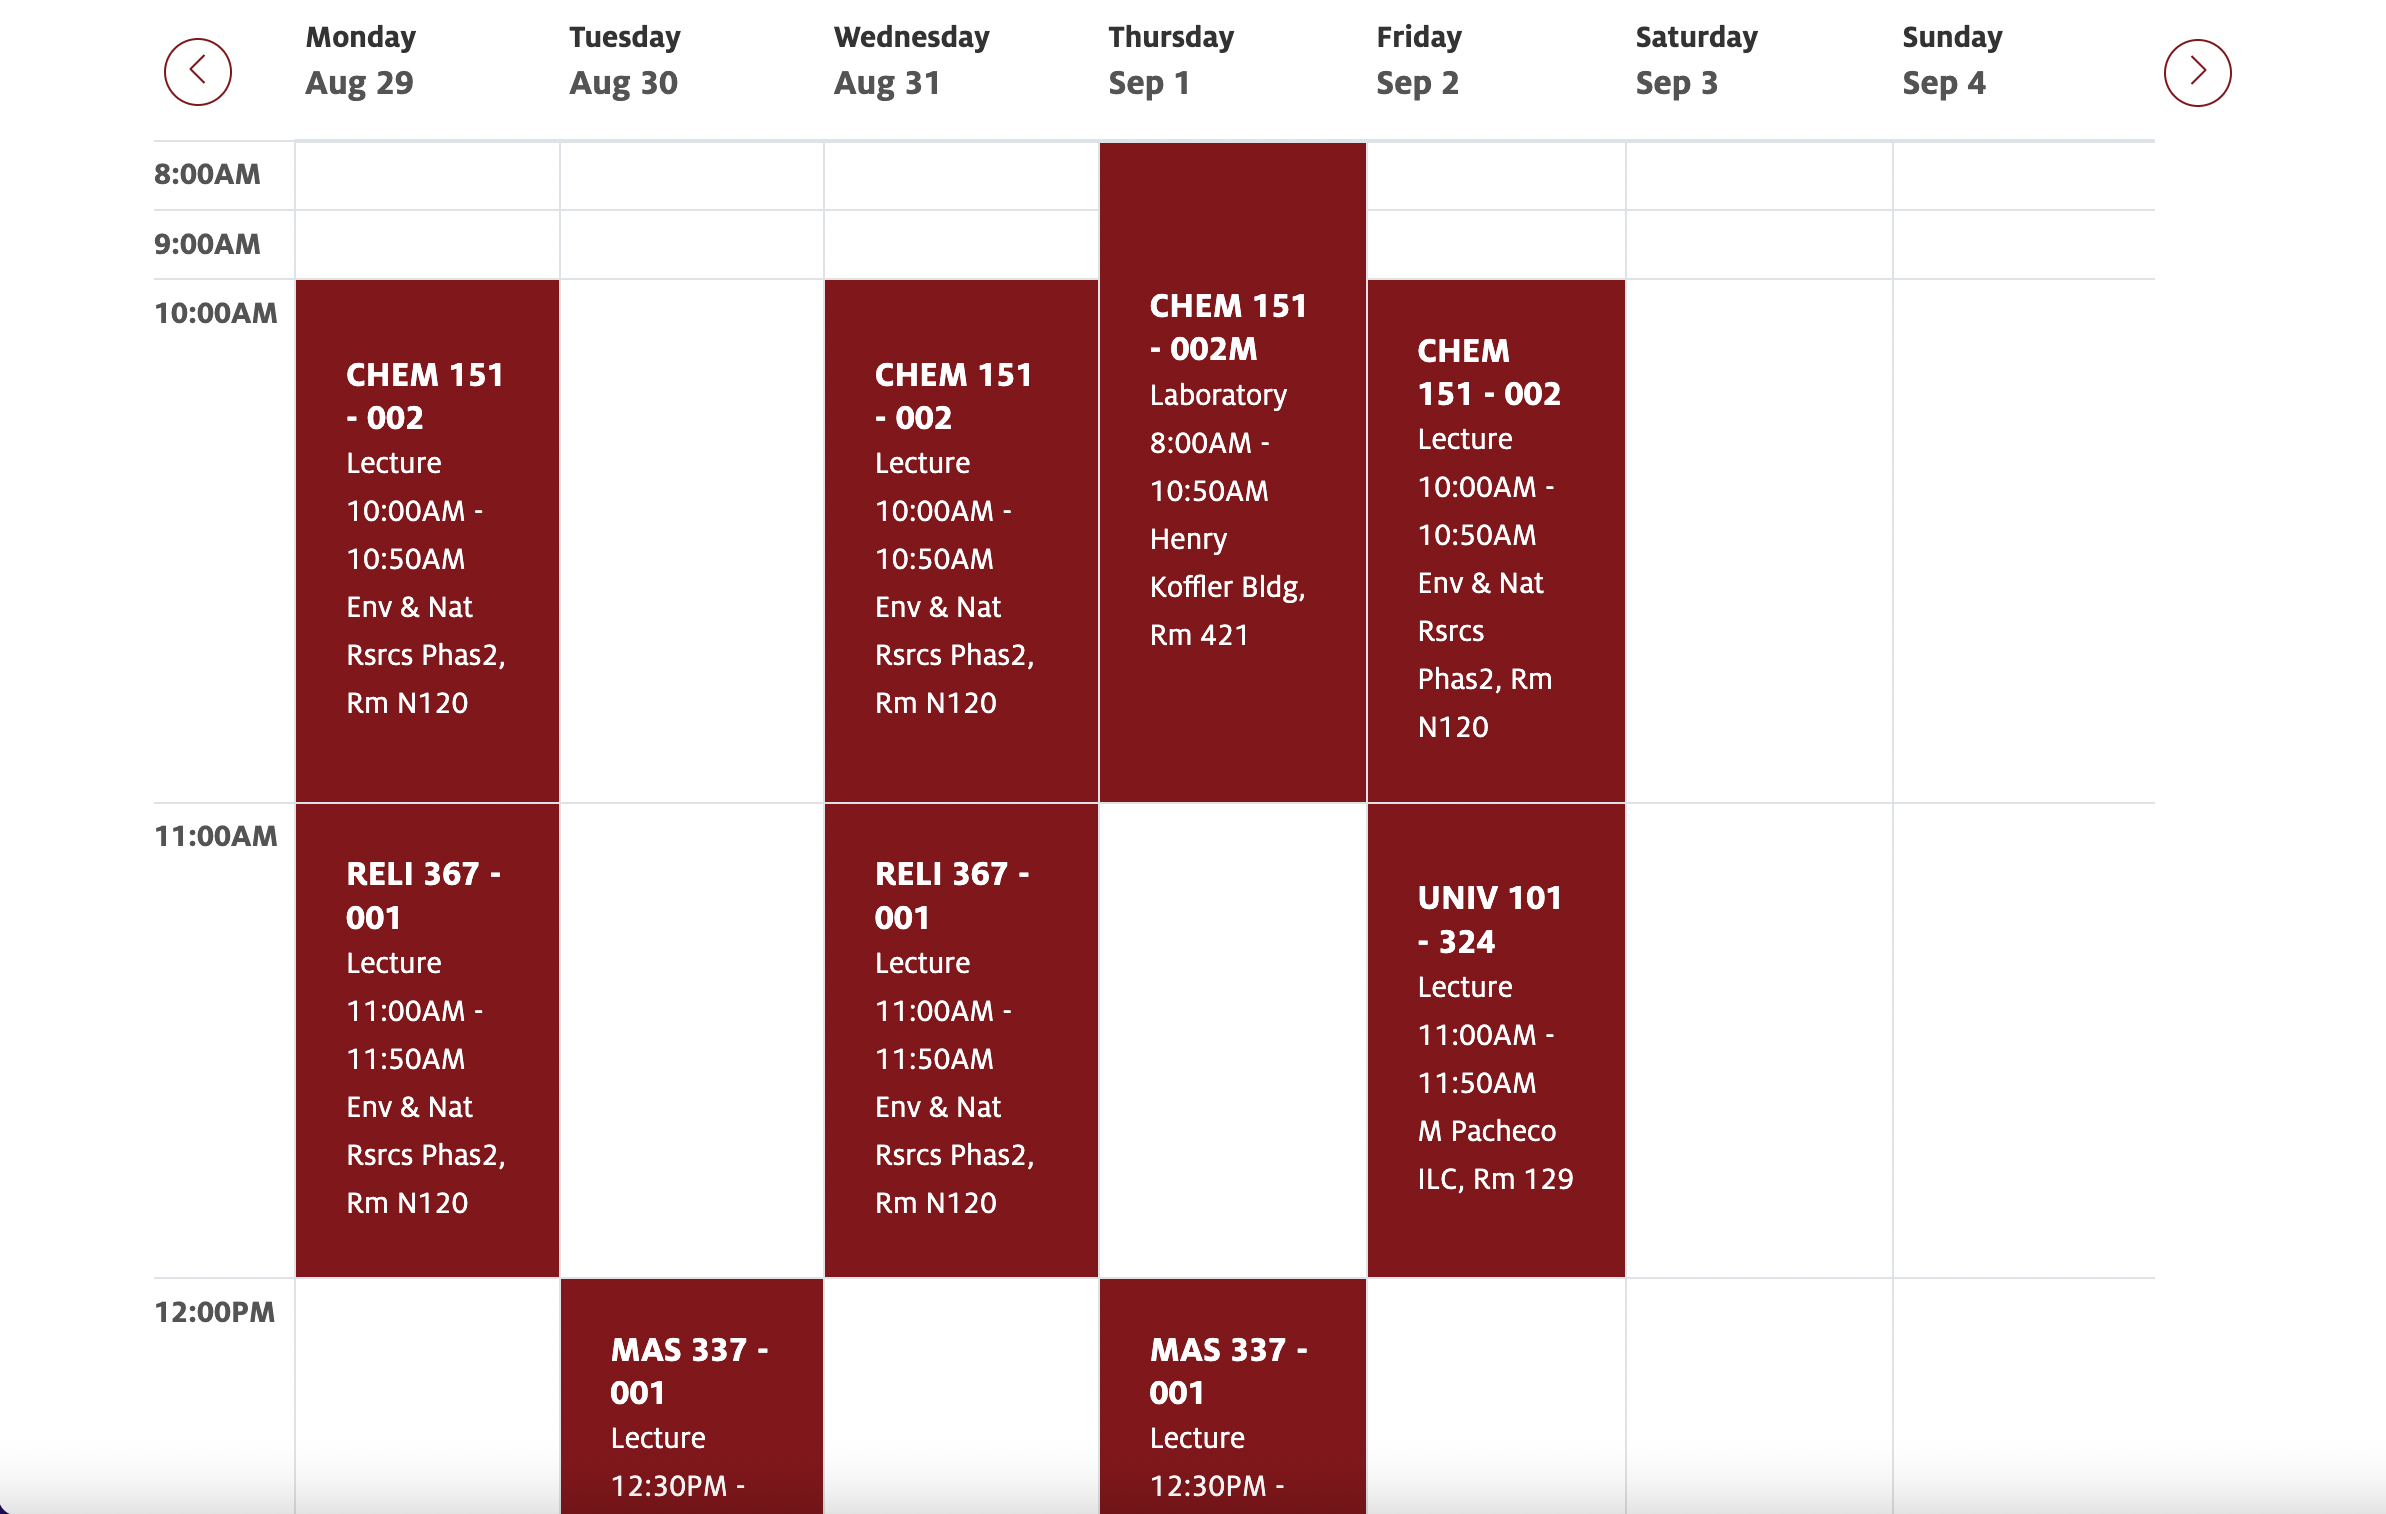 Monday
Aug 29
Tuesday
Aug 30
Wednesday
Aug 31
Thursday
Sep 1
Friday
Sep 2
Saturday
Sep 3
Sunday
Sep 4
8:00AM
9:00AM
10:00AM
CHEM 151
- 002
Lecture
10:00AM -
10:50AM
Env & Nat
Rsrcs Phas2,
Rm N120
CHEM 151
- 002
Lecture
10:00AM -
10:50AM
Env & Nat
Rsrcs Phas2,
Rm N120
CHEM 151
- 002M
Laboratory
8:00AM -
10:50AM
Henry
Koffler Bldg,
Rm 421
CHEM
151 - 002
Lecture
10:00AM -
10:50AM
Env & Nat
Rsrcs
Phas2, Rm
N120
11:00AM
RELI 367 -
001
Lecture
11:00AM -
11:50AM
Env & Nat
Rsrcs Phas2,
Rm N120
RELI 367 -
001
Lecture
11:00AM -
11:50AM
Env & Nat
Rsrcs Phas2,
Rm N120
UNIV 101
- 324
Lecture
11:00AM -
11:50AM
M Pacheco
ILC, Rm 129
12:00PM
MAS 337 -
001
Lecture
12:30PM -
MAS 337 -
001
Lecture
12:30PM -